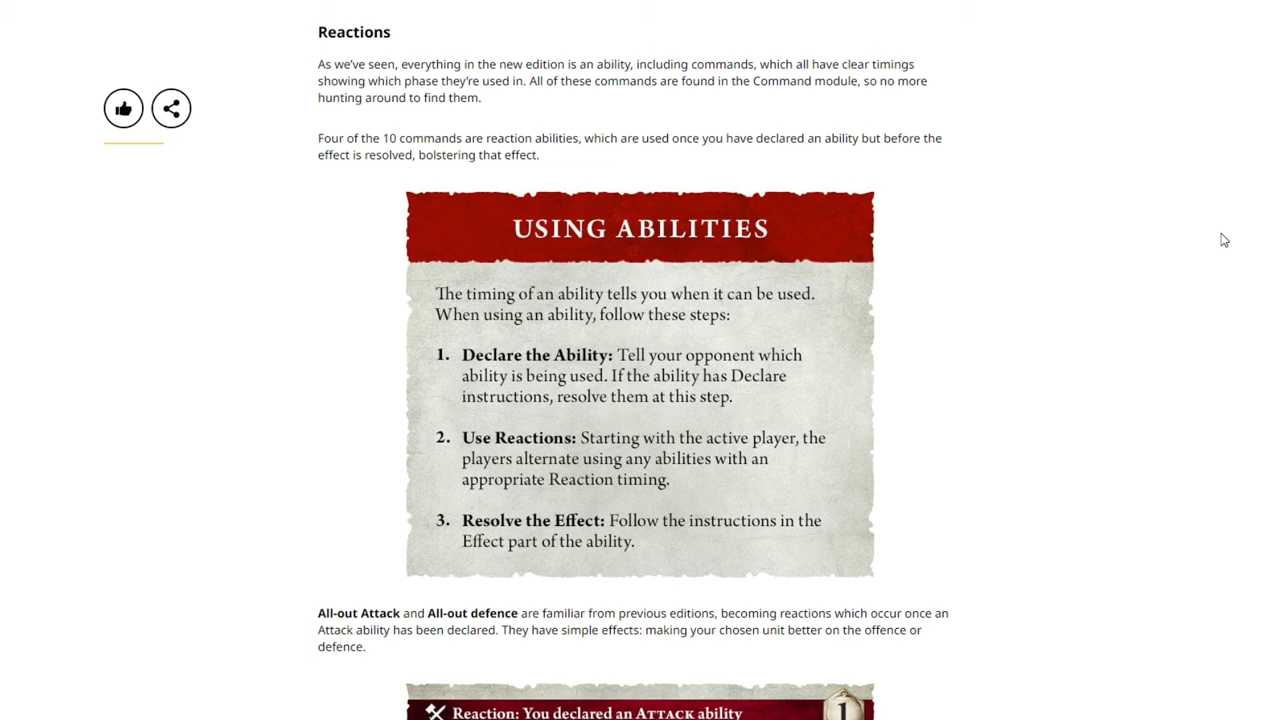 Reactions
As we’ve seen, everything in the new edition is an ability, including commands, which all have clear timings
showing which phase they’re used in. All of these commands are found in the Command module, so no more
hunting around to find them.
Four of the 10 commands are reaction abilities, which are used once you have declared an ability but before the
effect is resolved, bolstering that effect.
USING ABILITIES
The timing of an ability tells you when it can be used.
When using an ability, follow these steps:
1. Declare the Ability: Tell your opponent which
ability is being used. If the ability has Declare
instructions, resolve them at this step.
2. Use Reactions: Starting with the active player, the
players alternate using any abilities with an
appropriate Reaction timing.
3. Resolve the Effect: Follow the instructions in the
Effect part of the ability.
All-out Attack and All-out defence are familiar from previous editions, becoming reactions which occur once an
Attack ability has been declared. They have simple effects: making your chosen unit better on the offence or
defence.
Reaction: You declared an ATTACK ability
1